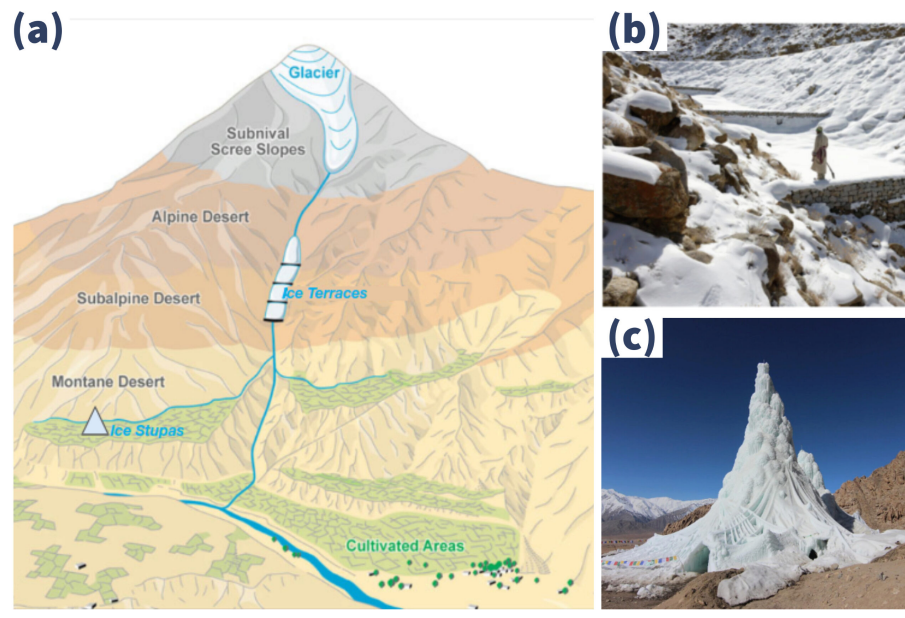 (a)
Glacier
Subnival
Scree Slopes
Alpine Desert
Ice Terraces
Subalpine Desert
Montane Desert
Ice Stupas
Cultivated Areas
(b)
(c)